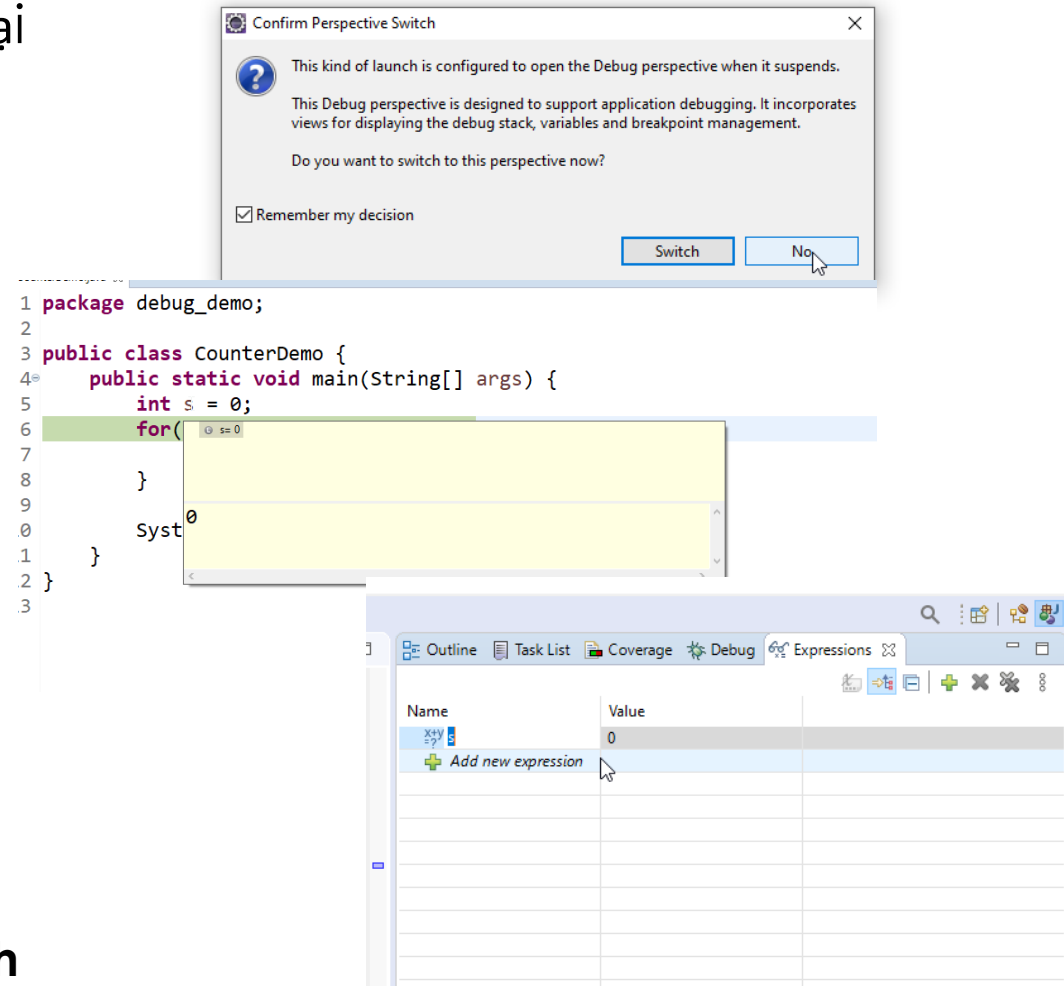 ại
Confirm Perspective Switch
This kind of launch is configured to open the Debug perspective when it suspends.
This Debug perspective is designed to support application debugging. It incorporates
views for displaying the debug stack, variables and breakpoint management.
Do you want to switch to this perspective now?
Remember my decision
Switch No
1 package debug_demo;
2
3 public class CounterDemo {
4 public static void main(String[] args) {
5 int s = 0;
6 for(
s= 0
7
8 }
9
0
.0 Syst
.1 }
.2 }
.3
Outline Task List Coverage Debug Expressions
Name Value
x+y=? s 0
Add new expression
n